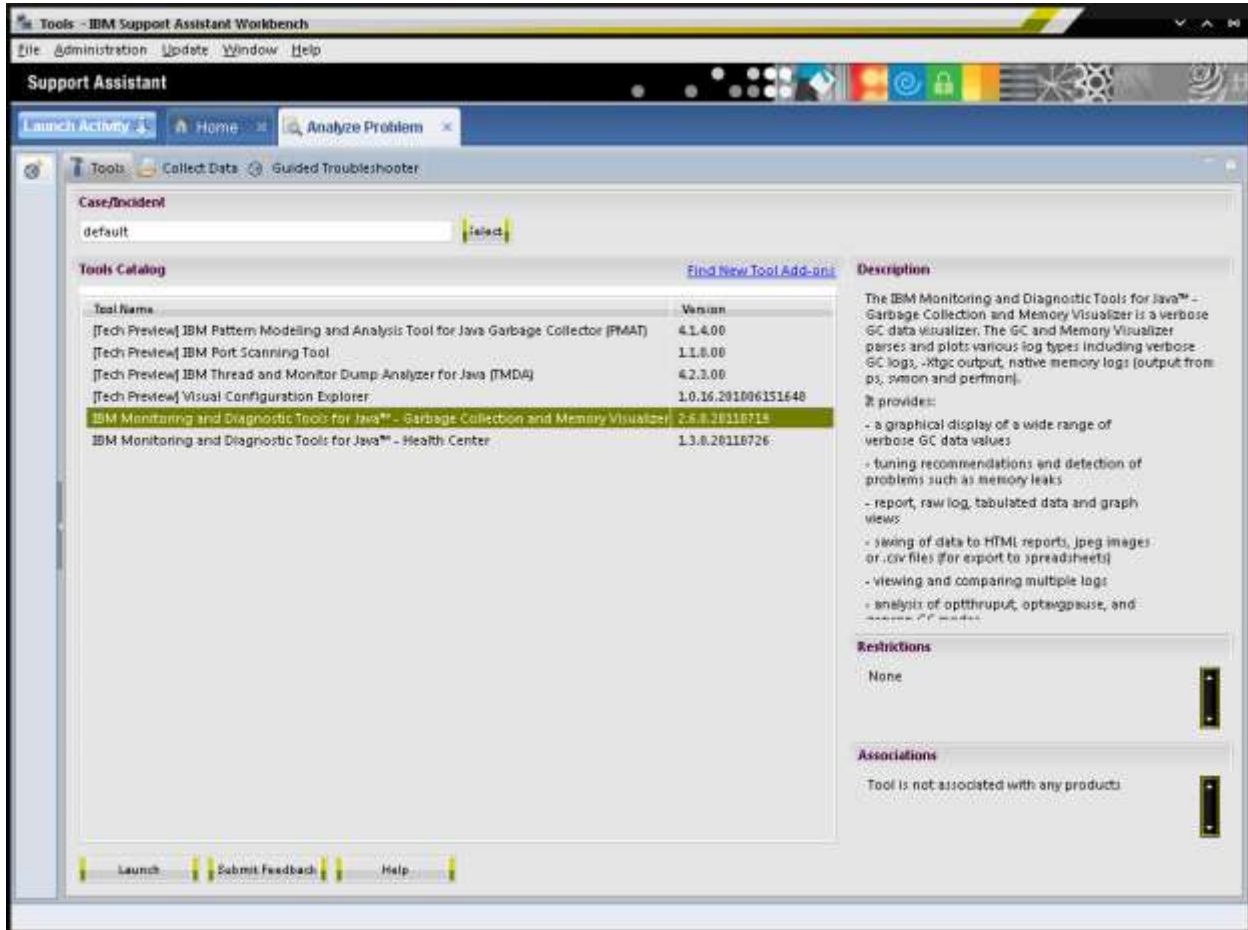 Tools - IBM Support Assistant Workbench
File Administration Update Window Help
Support Assistant
Launch Activity Home Analyze Problem
Tools Collect Data Guided Troubleshooter
Case/Incident
default Select
Tools Catalog Find New Tool Add-ons
Tool Name Version
[Tech Preview] IBM Pattern Modeling and Analysis Tool for Java Garbage Collector (PMAT) 4.1.4.00
[Tech Preview] IBM Port Scanning Tool 1.1.8.00
[Tech Preview] IBM Thread and Monitor Dump Analyzer for Java (TMDA) 4.2.3.00
[Tech Preview] Visual Configuration Explorer 1.0.16.201006151640
IBM Monitoring and Diagnostic Tools for Java™ - Garbage Collection and Memory Visualizer 2.6.0.20110719
IBM Monitoring and Diagnostic Tools for Java™ - Health Center 1.3.0.20110726
Launch Submit Feedback Help
Description
The IBM Monitoring and Diagnostic Tools for Java™ -
Garbage Collection and Memory Visualizer is a verbose
GC data visualizer. The GC and Memory Visualizer
parses and plots various log types including verbose
GC logs, -Xtgc output, native memory logs (output from
ps, svmon and perfmon).
It provides:
- a graphical display of a wide range of
verbose GC data values
- tuning recommendations and detection of
problems such as memory leaks
- report, raw log, tabulated data and graph
views
- saving of data to HTML reports, jpeg images
or .csv files (for export to spreadsheets)
- viewing and comparing multiple logs
- analysis of optthruput, optavgpause, and
Restrictions
None
Associations
Tool is not associated with any products